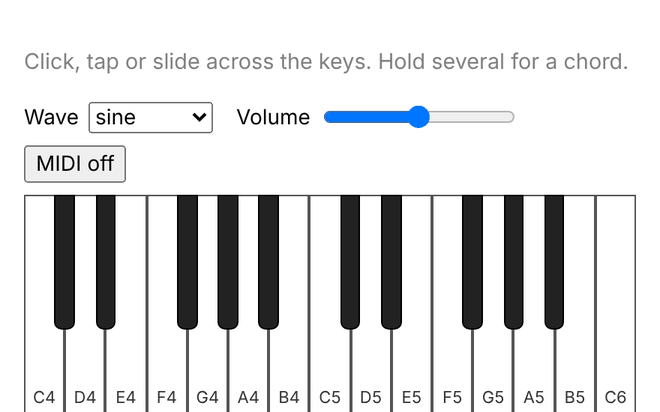 Click, tap or slide across the keys. Hold several for a chord.
Wave sine Volume
MIDI off
C4 D4 E4 F4 G4 A4 B4 C5 D5 E5 F5 G5 A5 B5 C6